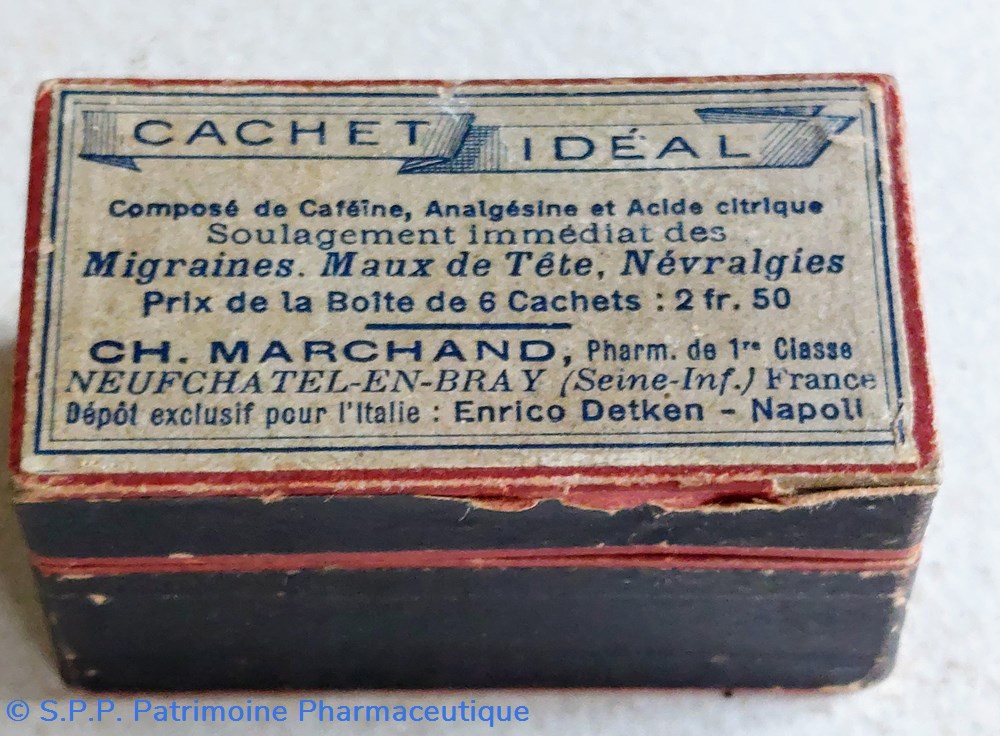 CACHET IDÉAL
Composé de Caféïne, Analgésine et Acide citrique
Soulagement immédiat des
Migraines. Maux de Tête, Névralgies
Prix de la Boîte de 6 Cachets : 2 fr. 50
CH. MARCHAND, Pharm. de 1re Classe
NEUFCHATEL-EN-BRAY (Seine-Inf.) France
Dépôt exclusif pour l'Italie : Enrico Detken - Napoli
© S.P.P. Patrimoine Pharmaceutique